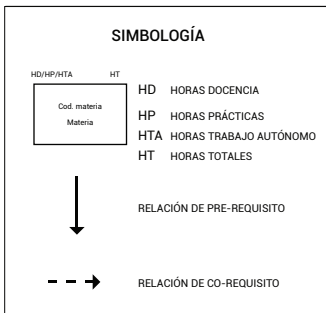 SIMBOLOGÍA
HD/HP/HTA HT
Cod. materia
Materia
HD HORAS DOCENCIA
HP HORAS PRÁCTICAS
HTA HORAS TRABAJO AUTÓNOMO
HT HORAS TOTALES
RELACIÓN DE PRE-REQUISITO
RELACIÓN DE CO-REQUISITO